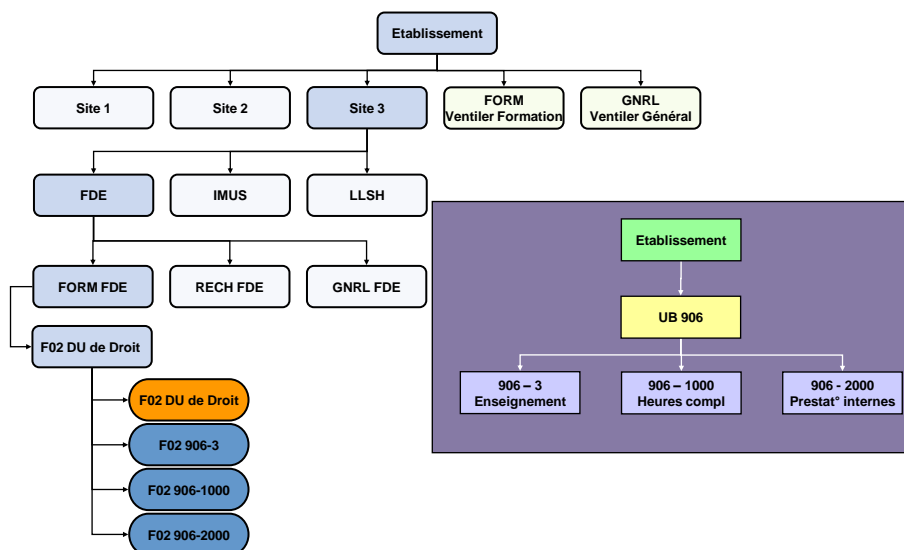 Etablissement
Site 1
Site 2
Site 3
FORM
Ventiler Formation
GNRL
Ventiler Général
FDE
IMUS
LLSH
FORM FDE
RECH FDE
GNRL FDE
F02 DU de Droit
F02 DU de Droit
F02 906-3
F02 906-1000
F02 906-2000
Etablissement
UB 906
906 – 3
Enseignement
906 – 1000
Heures compl
906 - 2000
Prestat° internes